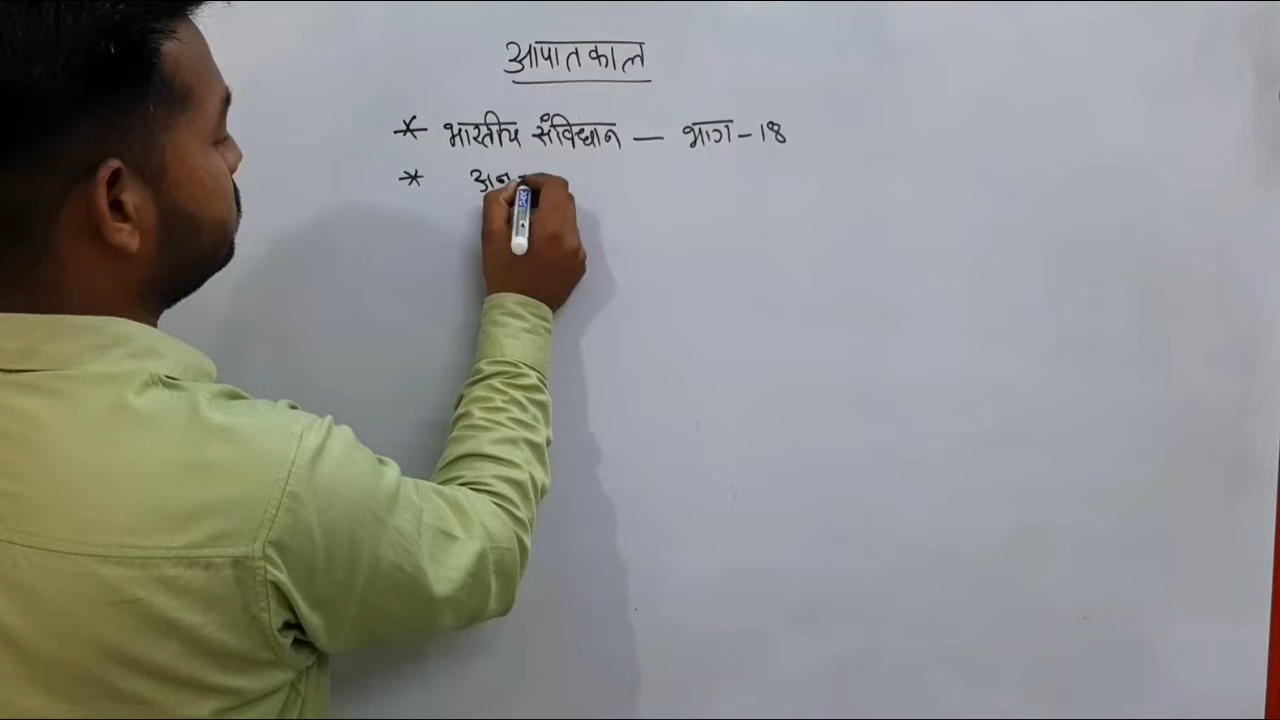 आपातकाल
* भारतीय संविधान — भाग - 18
*